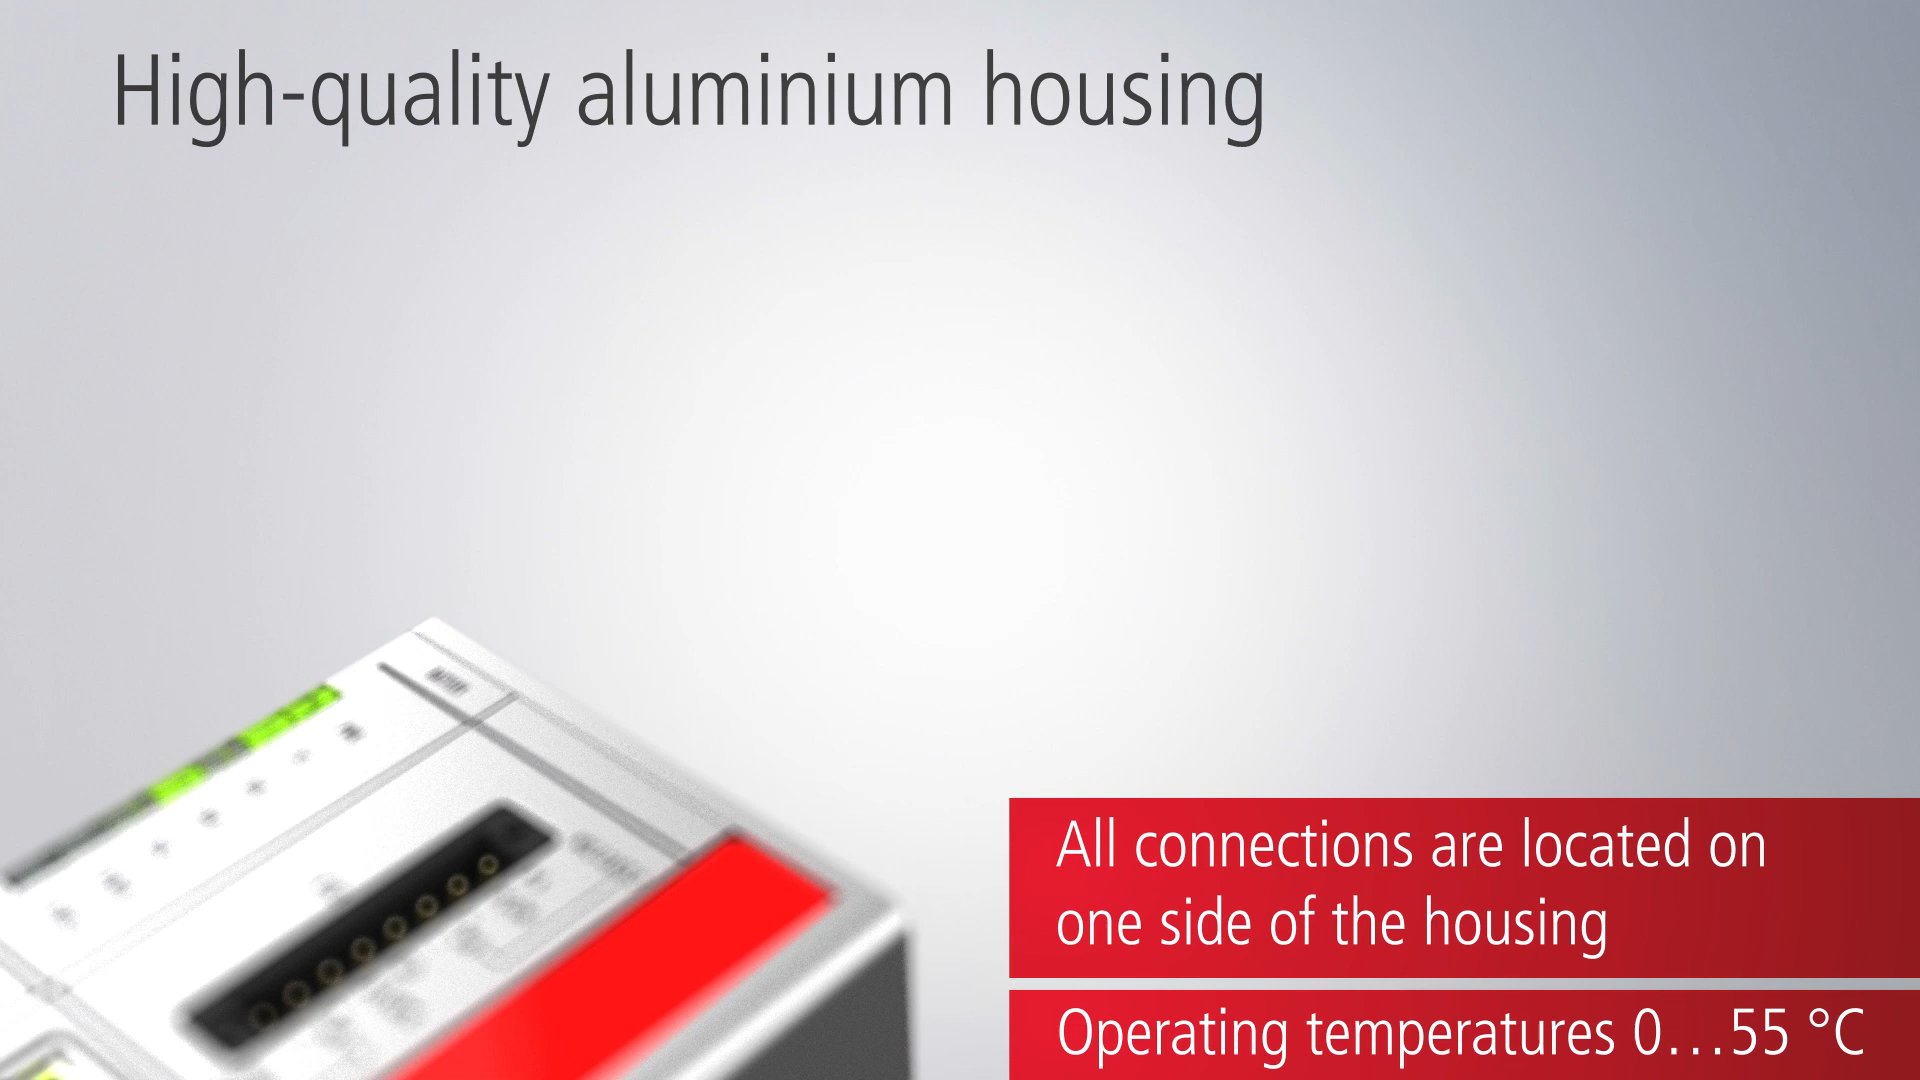 High-quality aluminium housing
All connections are located on
one side of the housing
Operating temperatures 0…55 °C